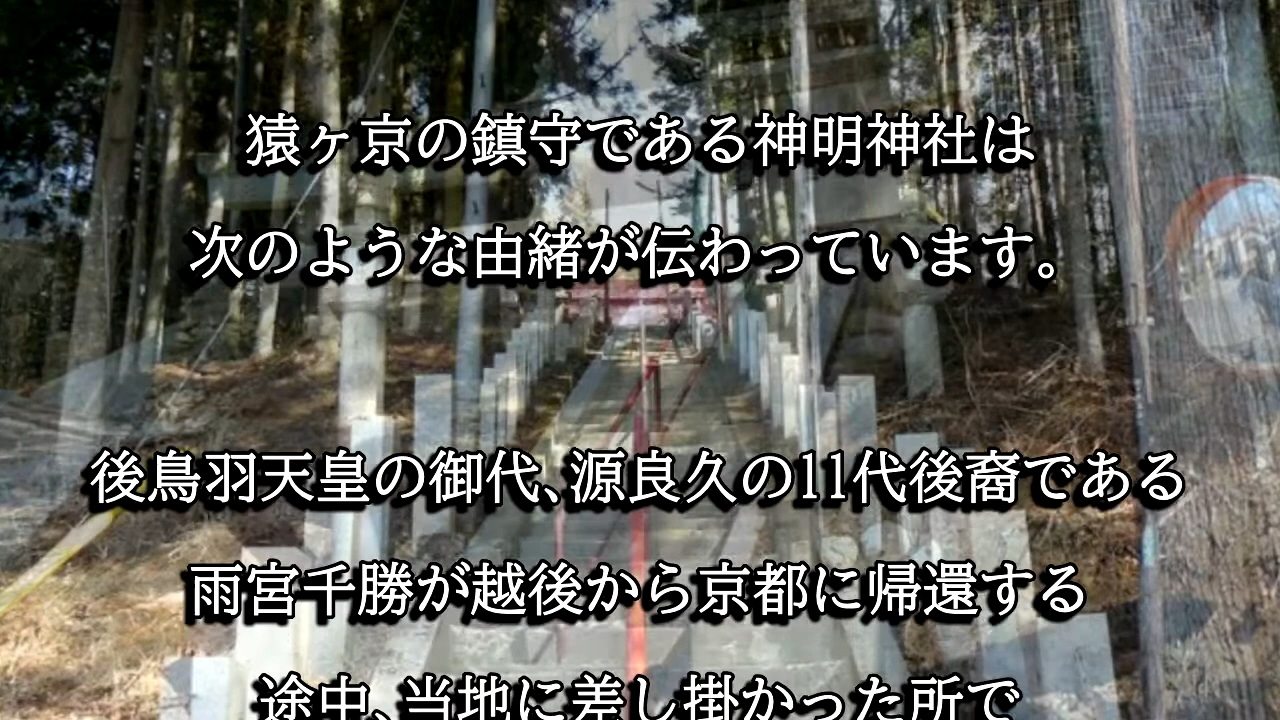 猿ヶ京の鎮守である神明神社は
次のような由緒が伝わっています。
後鳥羽天皇の御代、源良久の11代後裔である
雨宮千勝が越後から京都に帰還する
途中、当地に差し掛かった所で